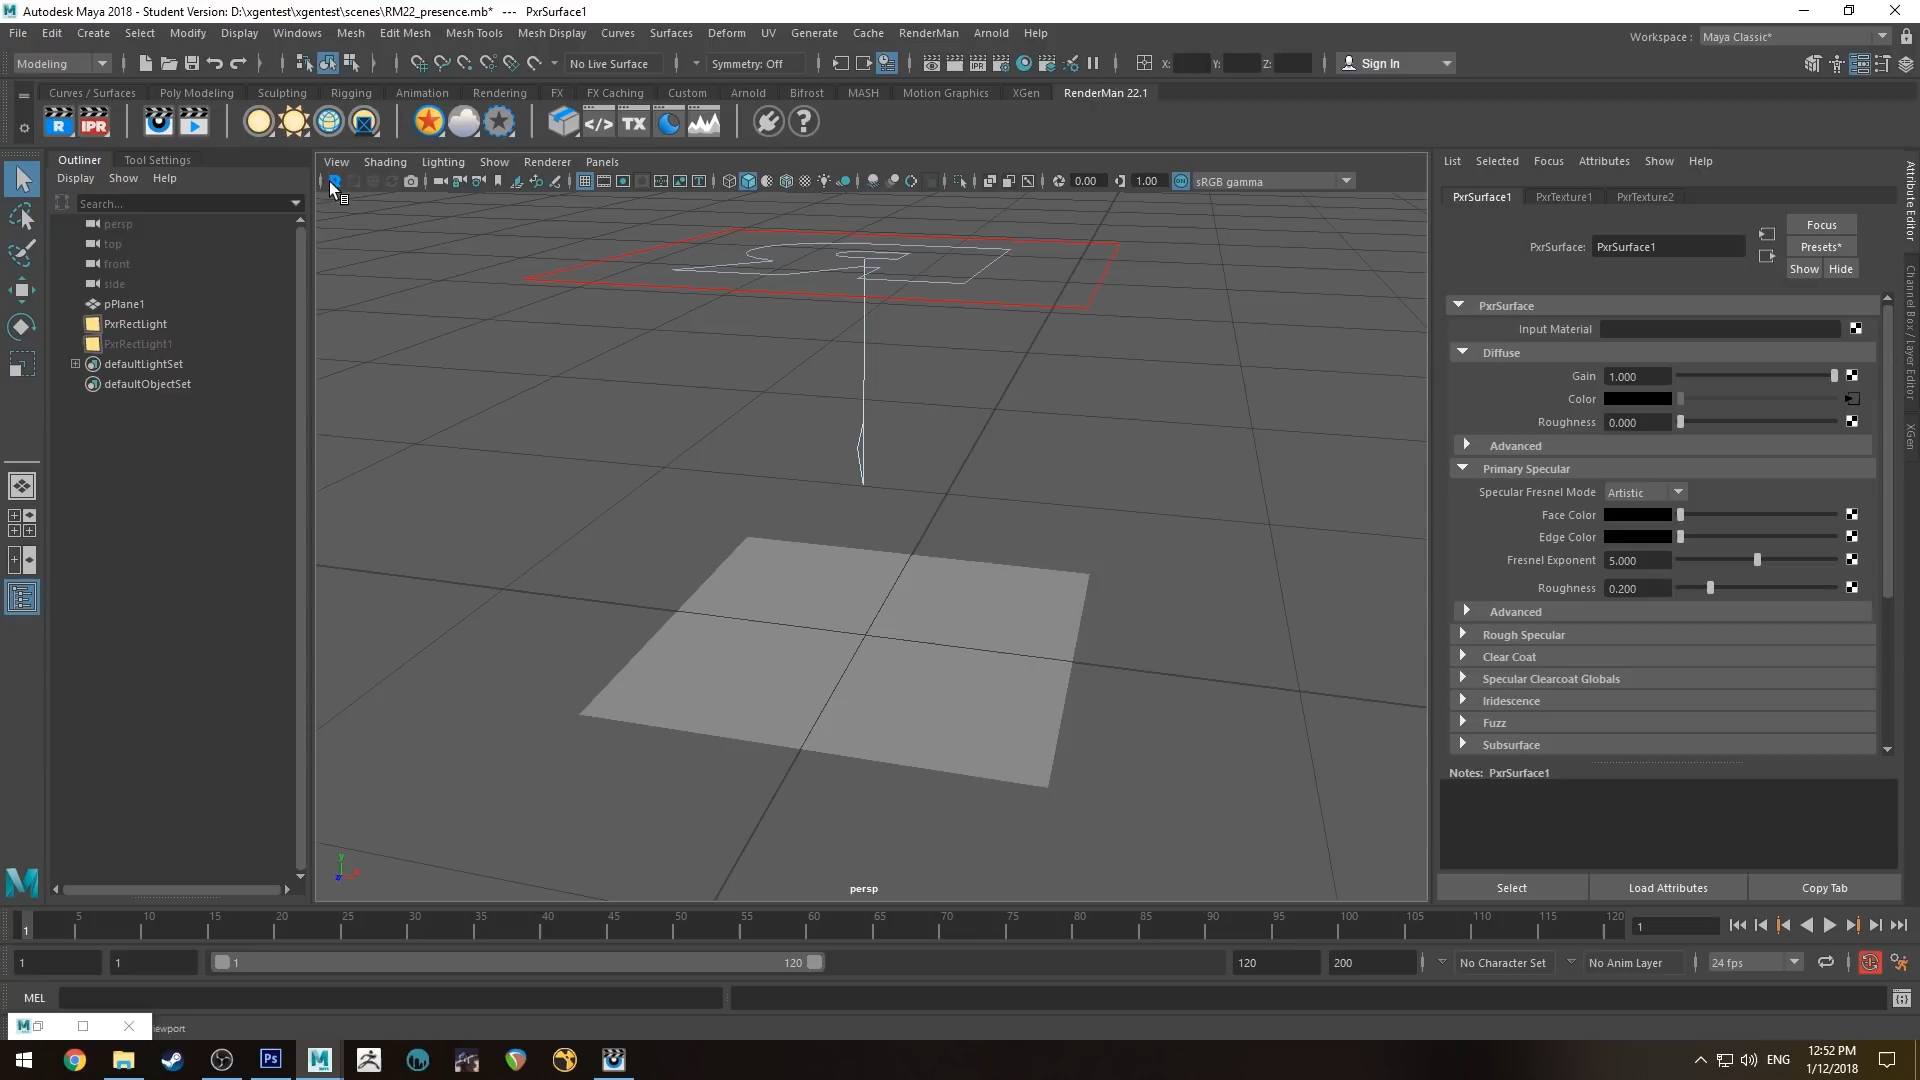 Autodesk Maya 2018 - Student Version: D:\xgentest\xgentest\scenes\RM22_presence.mb* --- PxrSurface1
File Edit Create Select Modify Display Windows Mesh Edit Mesh Mesh Tools Mesh Display Curves Surfaces Deform UV Generate Cache RenderMan Arnold Help
Workspace : Maya Classic*
Modeling No Live Surface Symmetry: Off X: Y: Z: Sign In
Curves / Surfaces Poly Modeling Sculpting Rigging Animation Rendering FX FX Caching Custom Arnold Bifrost MASH Motion Graphics XGen RenderMan 22.1
R IPR </> TX ?
Outliner Tool Settings
Display Show Help
Search...
persp
top
front
side
pPlane1
PxrRectLight
PxrRectLight1
defaultLightSet
defaultObjectSet
View Shading Lighting Show Renderer Panels
0.00 1.00 sRGB gamma
persp
List Selected Focus Attributes Show Help
PxrSurface1 PxrTexture1 PxrTexture2
PxrSurface: PxrSurface1
Focus
Presets*
Show Hide
PxrSurface
Input Material
Diffuse
Gain 1.000
Color
Roughness 0.000
Advanced
Primary Specular
Specular Fresnel Mode Artistic
Face Color
Edge Color
Fresnel Exponent 5.000
Roughness 0.200
Advanced
Rough Specular
Clear Coat
Specular Clearcoat Globals
Iridescence
Fuzz
Subsurface
Notes: PxrSurface1
Select Load Attributes Copy Tab
Attribute Editor
Channel Box / Layer Editor
XGen
5 10 15 20 25 30 35 40 45 50 55 60 65 70 75 80 85 90 95 100 105 110 115 120
1 1
1 1 1 120 120 200 No Character Set No Anim Layer 24 fps
MEL
iewport
Ps
ENG
12:52 PM
1/12/2018